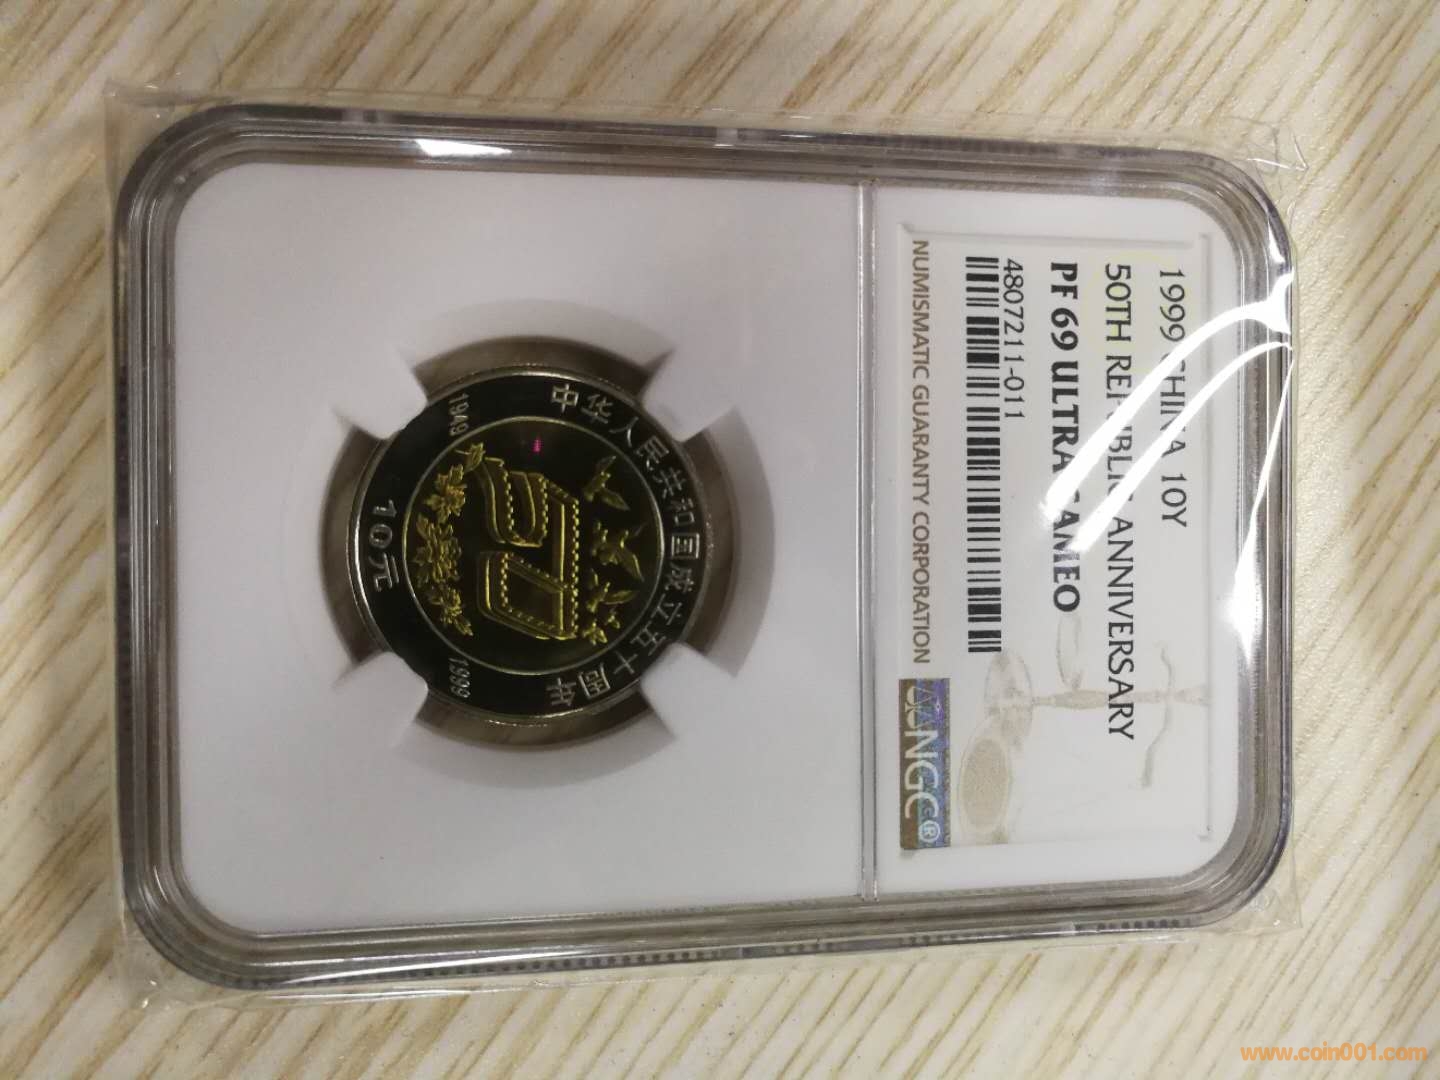 1999 CHINA 10Y
50TH REPUBLIC ANNIVERSARY
PF 69 ULTRA CAMEO
4807211-011
NUMISMATIC GUARANTY CORPORATION
NGC®
中华人民共和国成立五十周年
1949
50
1999
10元
www.coin001.com